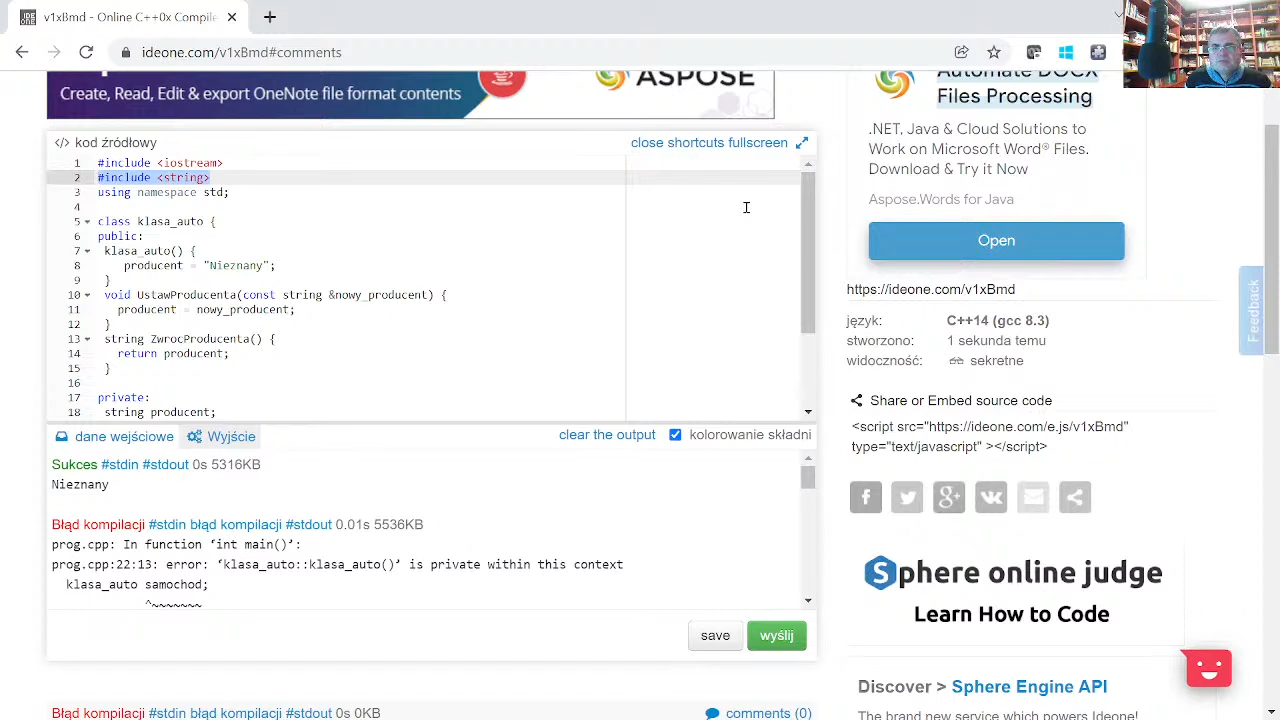 v1xBmd - Online C++0x Compile
ideone.com/v1xBmd#comments
Create, Read, Edit & export OneNote file format contents
ASPOSE
Automate DOCX
Files Processing
.NET, Java & Cloud Solutions to
Work on Microsoft Word® Files.
Download & Try it Now
Aspose.Words for Java
Open
</> kod źródłowy
close shortcuts fullscreen
1 #include <iostream>
2 #include <string>
3 using namespace std;
4
5 class klasa_auto {
6 public:
7 klasa_auto() {
8 producent = "Nieznany";
9 }
10 void UstawProducenta(const string &nowy_producent) {
11 producent = nowy_producent;
12 }
13 string ZwrocProducenta() {
14 return producent;
15 }
16
17 private:
18 string producent;
dane wejściowe Wyjście
clear the output kolorowanie składni
Sukces #stdin #stdout 0s 5316KB
Nieznany
Błąd kompilacji #stdin błąd kompilacji #stdout 0.01s 5536KB
prog.cpp: In function ‘int main()’:
prog.cpp:22:13: error: ‘klasa_auto::klasa_auto()’ is private within this context
klasa_auto samochod;
^~~~~~~~
save wyślij
Błąd kompilacji #stdin błąd kompilacji #stdout 0s 0KB
comments (0)
https://ideone.com/v1xBmd
język: C++14 (gcc 8.3)
stworzono: 1 sekunda temu
widoczność: sekretne
Share or Embed source code
<script src="https://ideone.com/e.js/v1xBmd"
type="text/javascript" ></script>
Feedback
Sphere online judge
Learn How to Code
Discover > Sphere Engine API
The brand new service which powers Ideone!